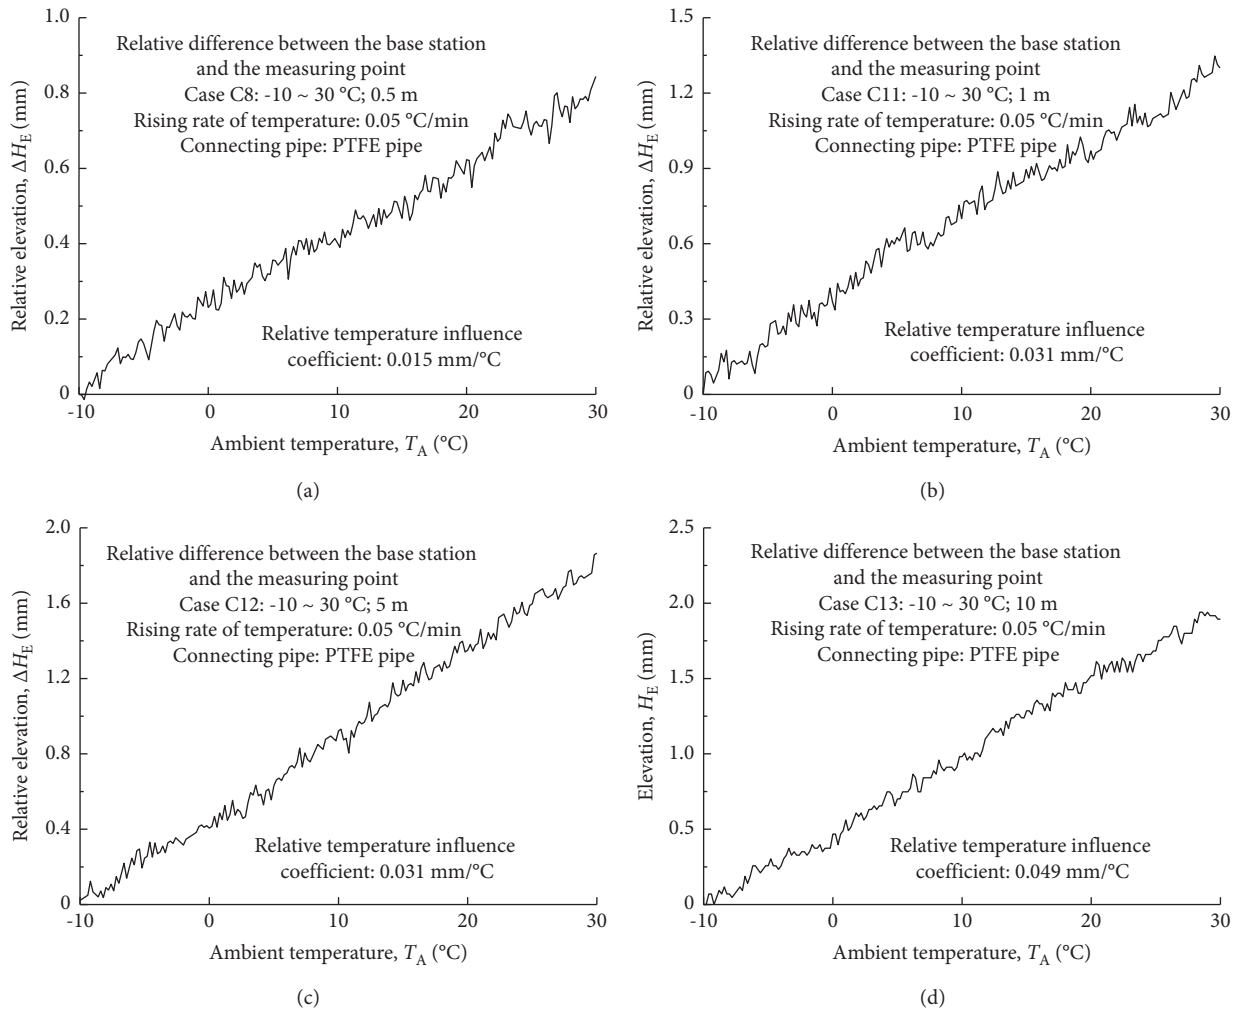 1.0
0.8
0.6
0.4
0.2
0
-10
0
10
20
30
Relative elevation, ΔH_E (mm)
Relative difference between the base station
and the measuring point
Case C8: -10 ~ 30 °C; 0.5 m
Rising rate of temperature: 0.05 °C/min
Connecting pipe: PTFE pipe
Relative temperature influence
coefficient: 0.015 mm/°C
Ambient temperature, T_A (°C)
(a)
1.5
1.2
0.9
0.6
0.3
0
-10
0
10
20
30
Relative elevation, ΔH_E (mm)
Relative difference between the base station
and the measuring point
Case C11: -10 ~ 30 °C; 1 m
Rising rate of temperature: 0.05 °C/min
Connecting pipe: PTFE pipe
Relative temperature influence
coefficient: 0.031 mm/°C
Ambient temperature, T_A (°C)
(b)
2.0
1.6
1.2
0.8
0.4
0
-10
0
10
20
30
Relative elevation, ΔH_E (mm)
Relative difference between the base station
and the measuring point
Case C12: -10 ~ 30 °C; 5 m
Rising rate of temperature: 0.05 °C/min
Connecting pipe: PTFE pipe
Relative temperature influence
coefficient: 0.031 mm/°C
Ambient temperature, T_A (°C)
(c)
2.5
2.0
1.5
1.0
0.5
0
-10
0
10
20
30
Elevation, H_E (mm)
Relative difference between the base station
and the measuring point
Case C13: -10 ~ 30 °C; 10 m
Rising rate of temperature: 0.05 °C/min
Connecting pipe: PTFE pipe
Relative temperature influence
coefficient: 0.049 mm/°C
Ambient temperature, T_A (°C)
(d)